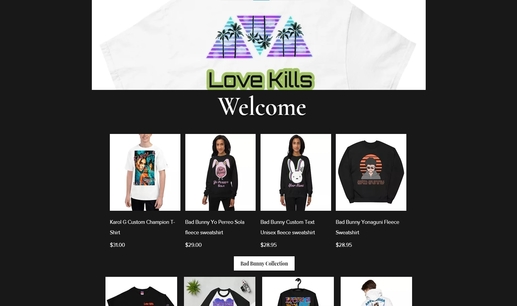 Love Kills
Welcome
Karol G Custom Champion T-
Shirt
$31.00
Bad Bunny Yo Perreo Sola
fleece sweatshirt
$29.00
Bad Bunny Custom Text
Unisex fleece sweatshirt
$28.95
Bad Bunny Yonaguni Fleece
Sweatshirt
$28.95
Bad Bunny Collection